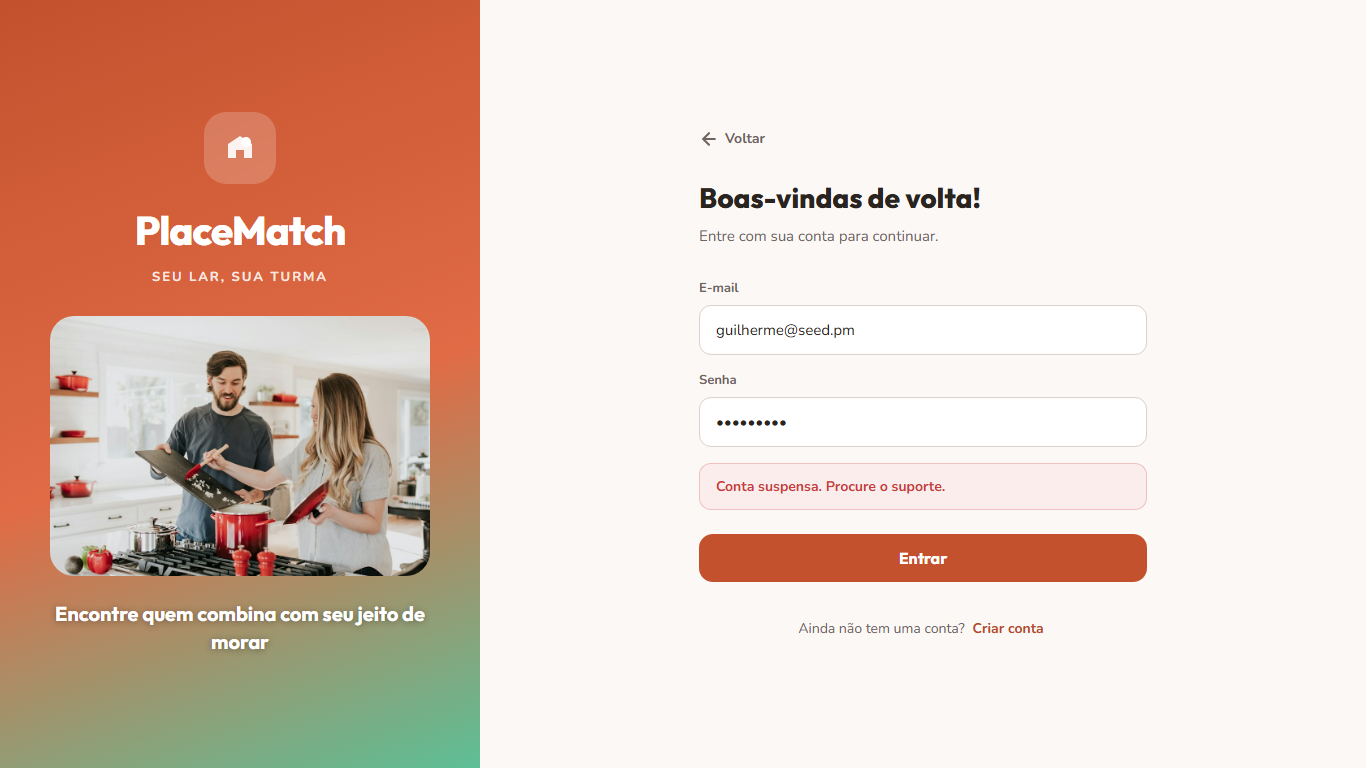 PlaceMatch
SEU LAR, SUA TURMA
Encontre quem combina com seu jeito de
morar
Voltar
Boas-vindas de volta!
Entre com sua conta para continuar.
E-mail
guilherme@seed.pm
Senha
•••••••••
Conta suspensa. Procure o suporte.
Entrar
Ainda não tem uma conta? Criar conta